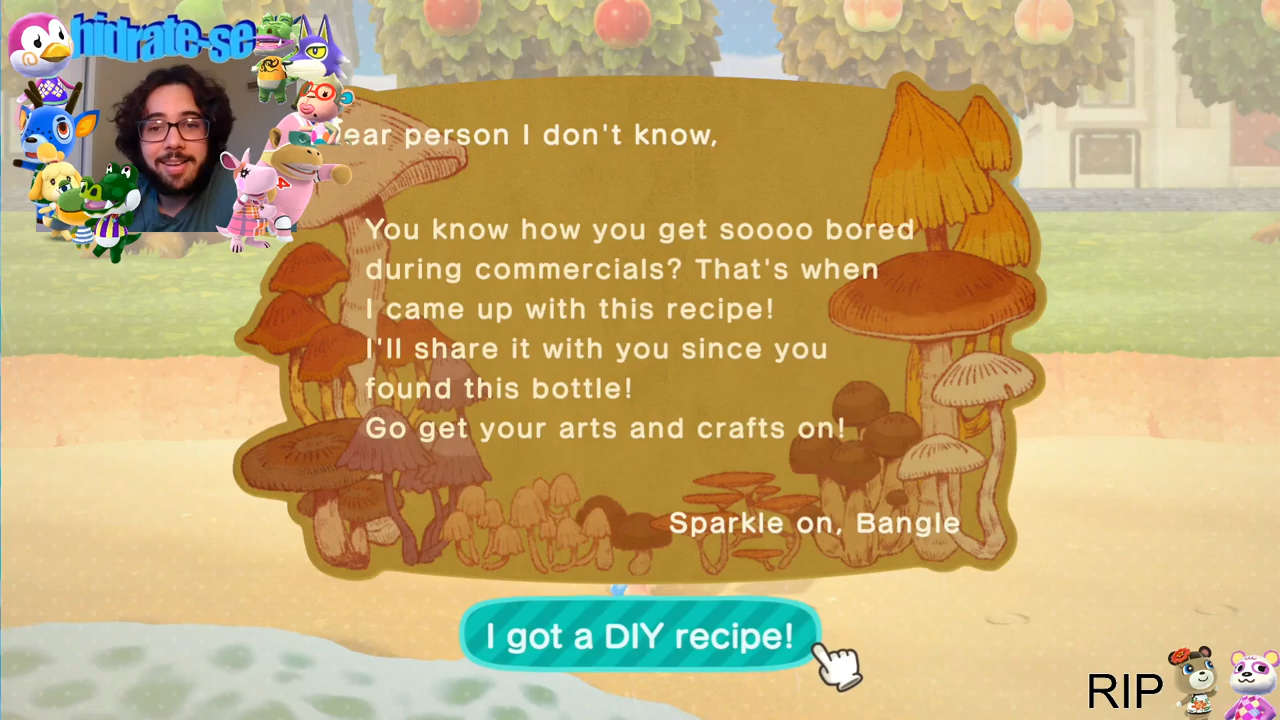 hidrate-se
Dear person I don't know,
You know how you get soooo bored
during commercials? That's when
I came up with this recipe!
I'll share it with you since you
found this bottle!
Go get your arts and crafts on!
Sparkle on, Bangle
I got a DIY recipe!
RIP